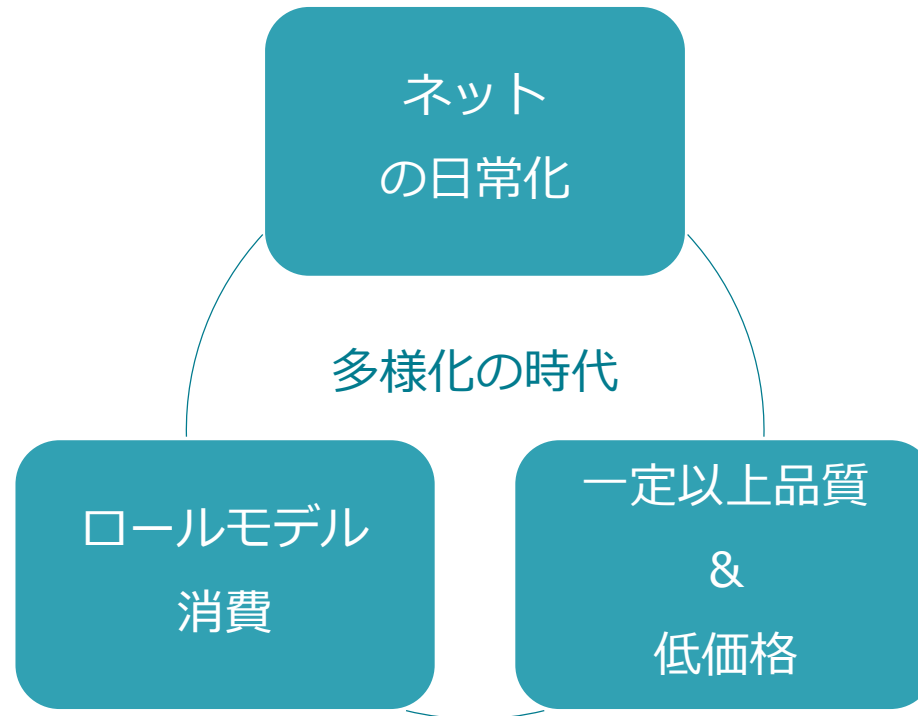 ネット
の日常化
多様化の時代
ロールモデル
消費
一定以上品質
&
低価格